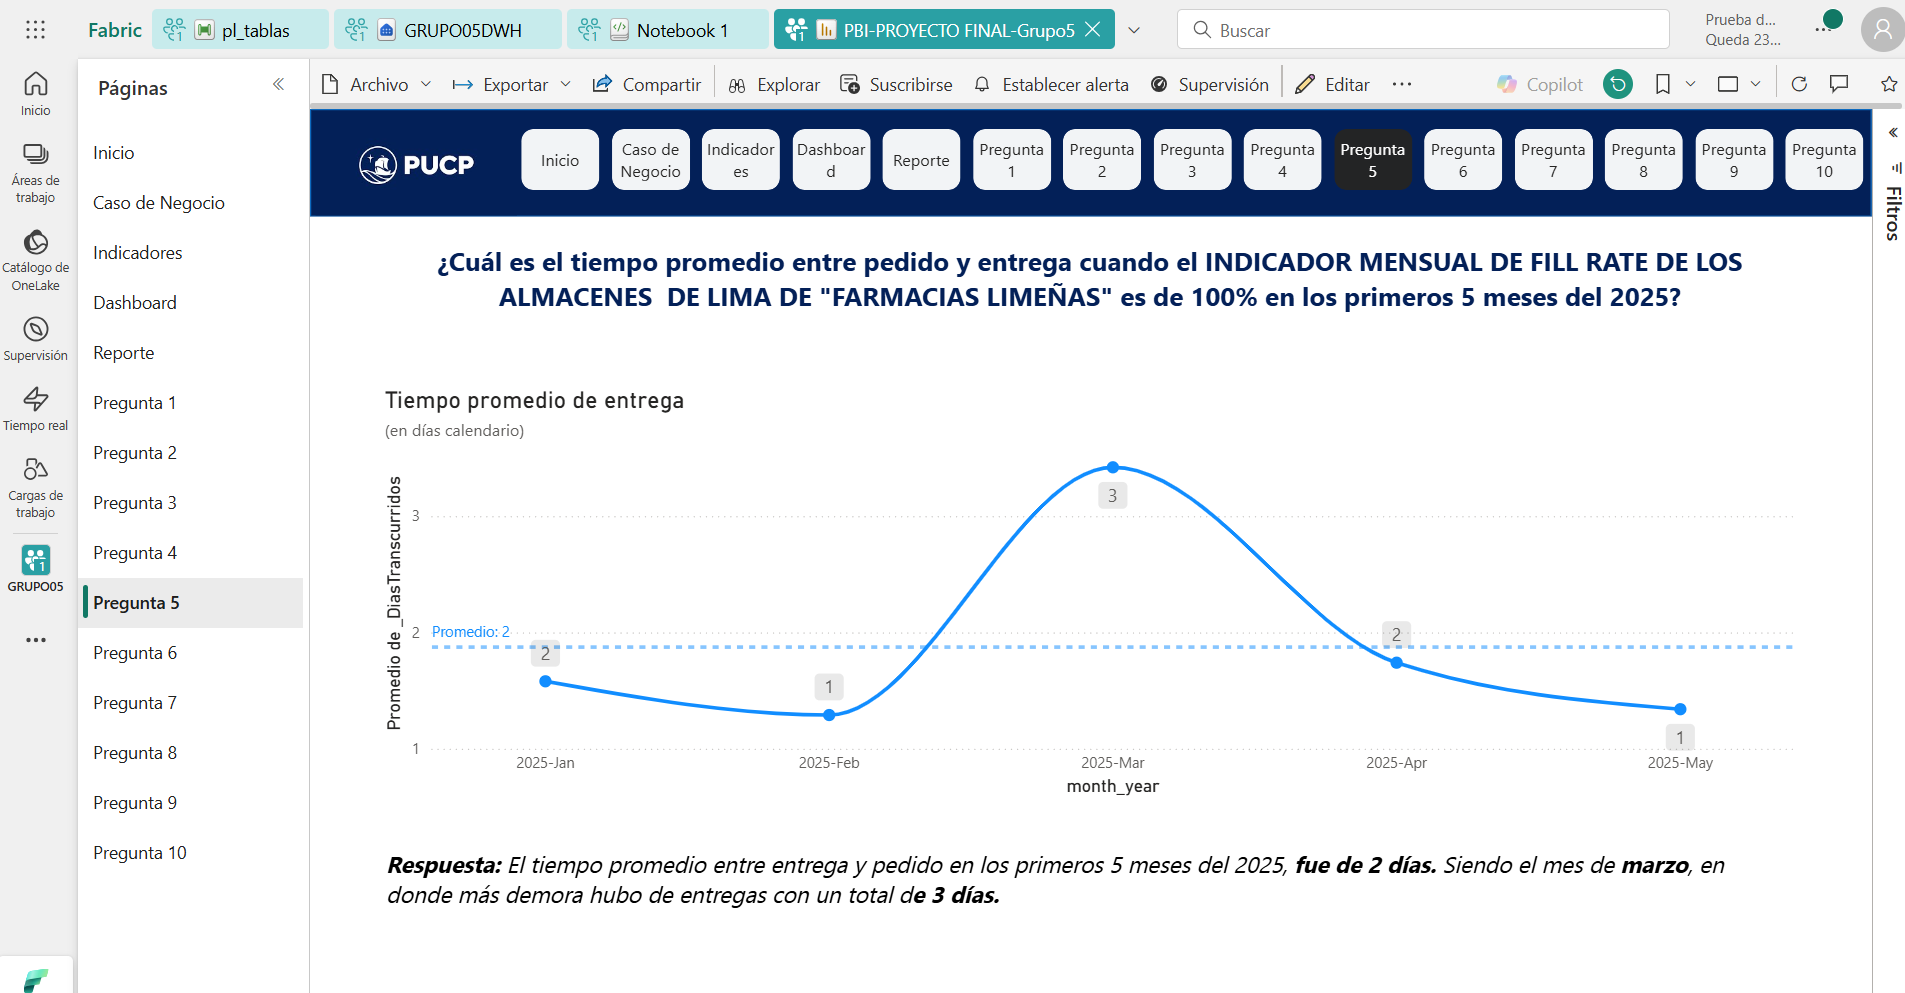 Fabric
pl_tablas
GRUPO05DWH
Notebook 1
PBI-PROYECTO FINAL-Grupo5
Buscar
Prueba d...
Queda 23...
Inicio
Áreas de
trabajo
Catálogo de
OneLake
Supervisión
Tiempo real
Cargas de
trabajo
GRUPO05
Páginas
Inicio
Caso de Negocio
Indicadores
Dashboard
Reporte
Pregunta 1
Pregunta 2
Pregunta 3
Pregunta 4
Pregunta 5
Pregunta 6
Pregunta 7
Pregunta 8
Pregunta 9
Pregunta 10
Archivo
Exportar
Compartir
Explorar
Suscribirse
Establecer alerta
Supervisión
Editar
Copilot
PUCP
Inicio
Caso de
Negocio
Indicador
es
Dashboar
d
Reporte
Pregunta
1
Pregunta
2
Pregunta
3
Pregunta
4
Pregunta
5
Pregunta
6
Pregunta
7
Pregunta
8
Pregunta
9
Pregunta
10
Filtros
¿Cuál es el tiempo promedio entre pedido y entrega cuando el INDICADOR MENSUAL DE FILL RATE DE LOS
ALMACENES DE LIMA DE "FARMACIAS LIMEÑAS" es de 100% en los primeros 5 meses del 2025?
Tiempo promedio de entrega
(en días calendario)
Promedio de _DiasTranscurridos
3
2
1
Promedio: 2
2
1
3
2
1
2025-Jan
2025-Feb
2025-Mar
2025-Apr
2025-May
month_year
Respuesta: El tiempo promedio entre entrega y pedido en los primeros 5 meses del 2025, fue de 2 días. Siendo el mes de marzo, en
donde más demora hubo de entregas con un total de 3 días.